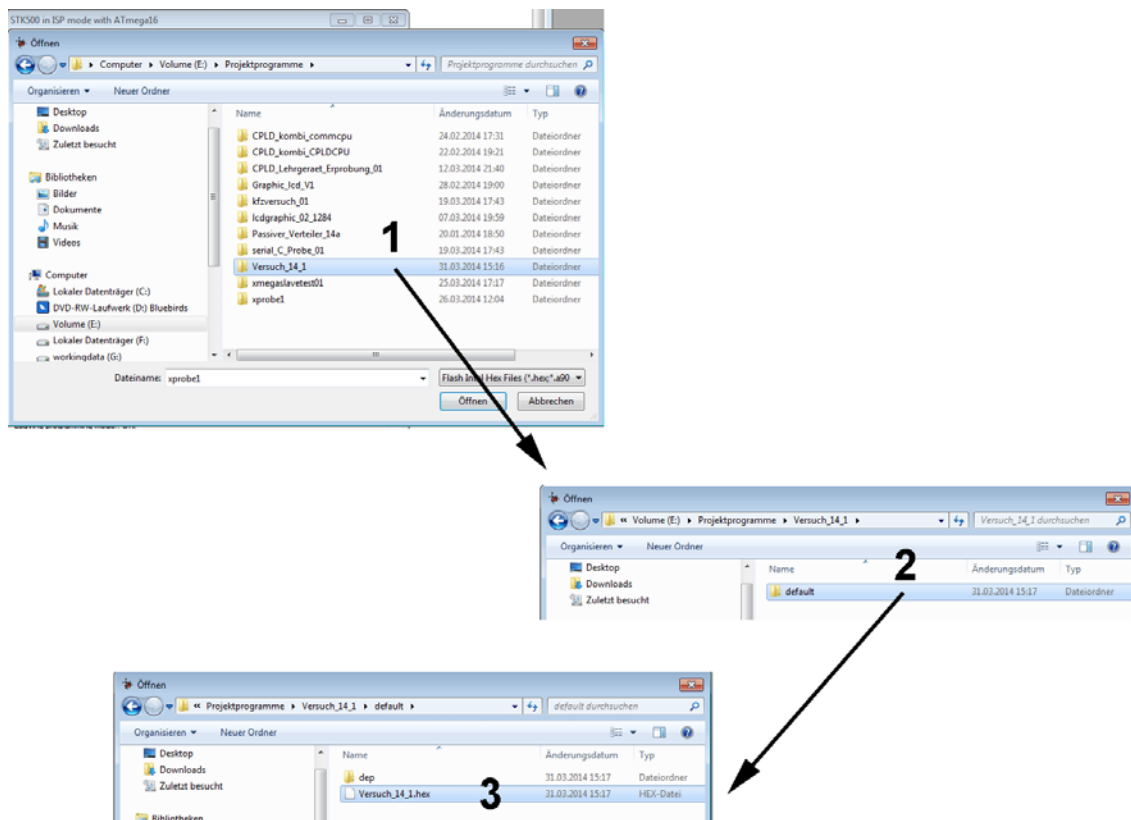 STK500 in ISP mode with ATmega16
Öffnen
Computer Volume (E:) Projektprogramme Projektprogramme durchsuchen
Organisieren Neuer Ordner
Desktop
Downloads
Zuletzt besucht
Bibliotheken
Bilder
Dokumente
Musik
Videos
Computer
Lokaler Datenträger (C:)
DVD-RW-Laufwerk (D:) Bluebirds
Volume (E:)
Lokaler Datenträger (F:)
workingdata (G:)
Name Änderungsdatum Typ
CPLD_kombi_commcpu 24.02.2014 17:31 Dateiordner
CPLD_kombi_CPLDCPU 22.02.2014 19:21 Dateiordner
CPLD_Lehrgeraet_Erprobung_01 12.03.2014 21:40 Dateiordner
Graphic_lcd_V1 28.02.2014 19:00 Dateiordner
kfzversuch_01 19.03.2014 17:43 Dateiordner
lcdgraphic_02_1284 07.03.2014 19:59 Dateiordner
Passiver_Verteiler_14a 20.01.2014 18:50 Dateiordner
serial_C_Probe_01 19.03.2014 17:43 Dateiordner
Versuch_14_1 31.03.2014 15:16 Dateiordner
xmegaslavetest01 25.03.2014 17:17 Dateiordner
xprobe1 26.03.2014 12:04 Dateiordner
1
Dateiname: xprobe1 Flash Intel Hex Files (*.hex;*.a90
Öffnen Abbrechen
Öffnen
« Volume (E:) Projektprogramme Versuch_14_1 Versuch_14_1 durchsuchen
Organisieren Neuer Ordner
Desktop
Downloads
Zuletzt besucht
Name Änderungsdatum Typ
default 31.03.2014 15:17 Dateiordner
2
Öffnen
« Projektprogramme Versuch_14_1 default default durchsuchen
Organisieren Neuer Ordner
Desktop
Downloads
Zuletzt besucht
Bibliotheken
Name Änderungsdatum Typ
dep 31.03.2014 15:17 Dateiordner
Versuch_14_1.hex 31.03.2014 15:17 HEX-Datei
3